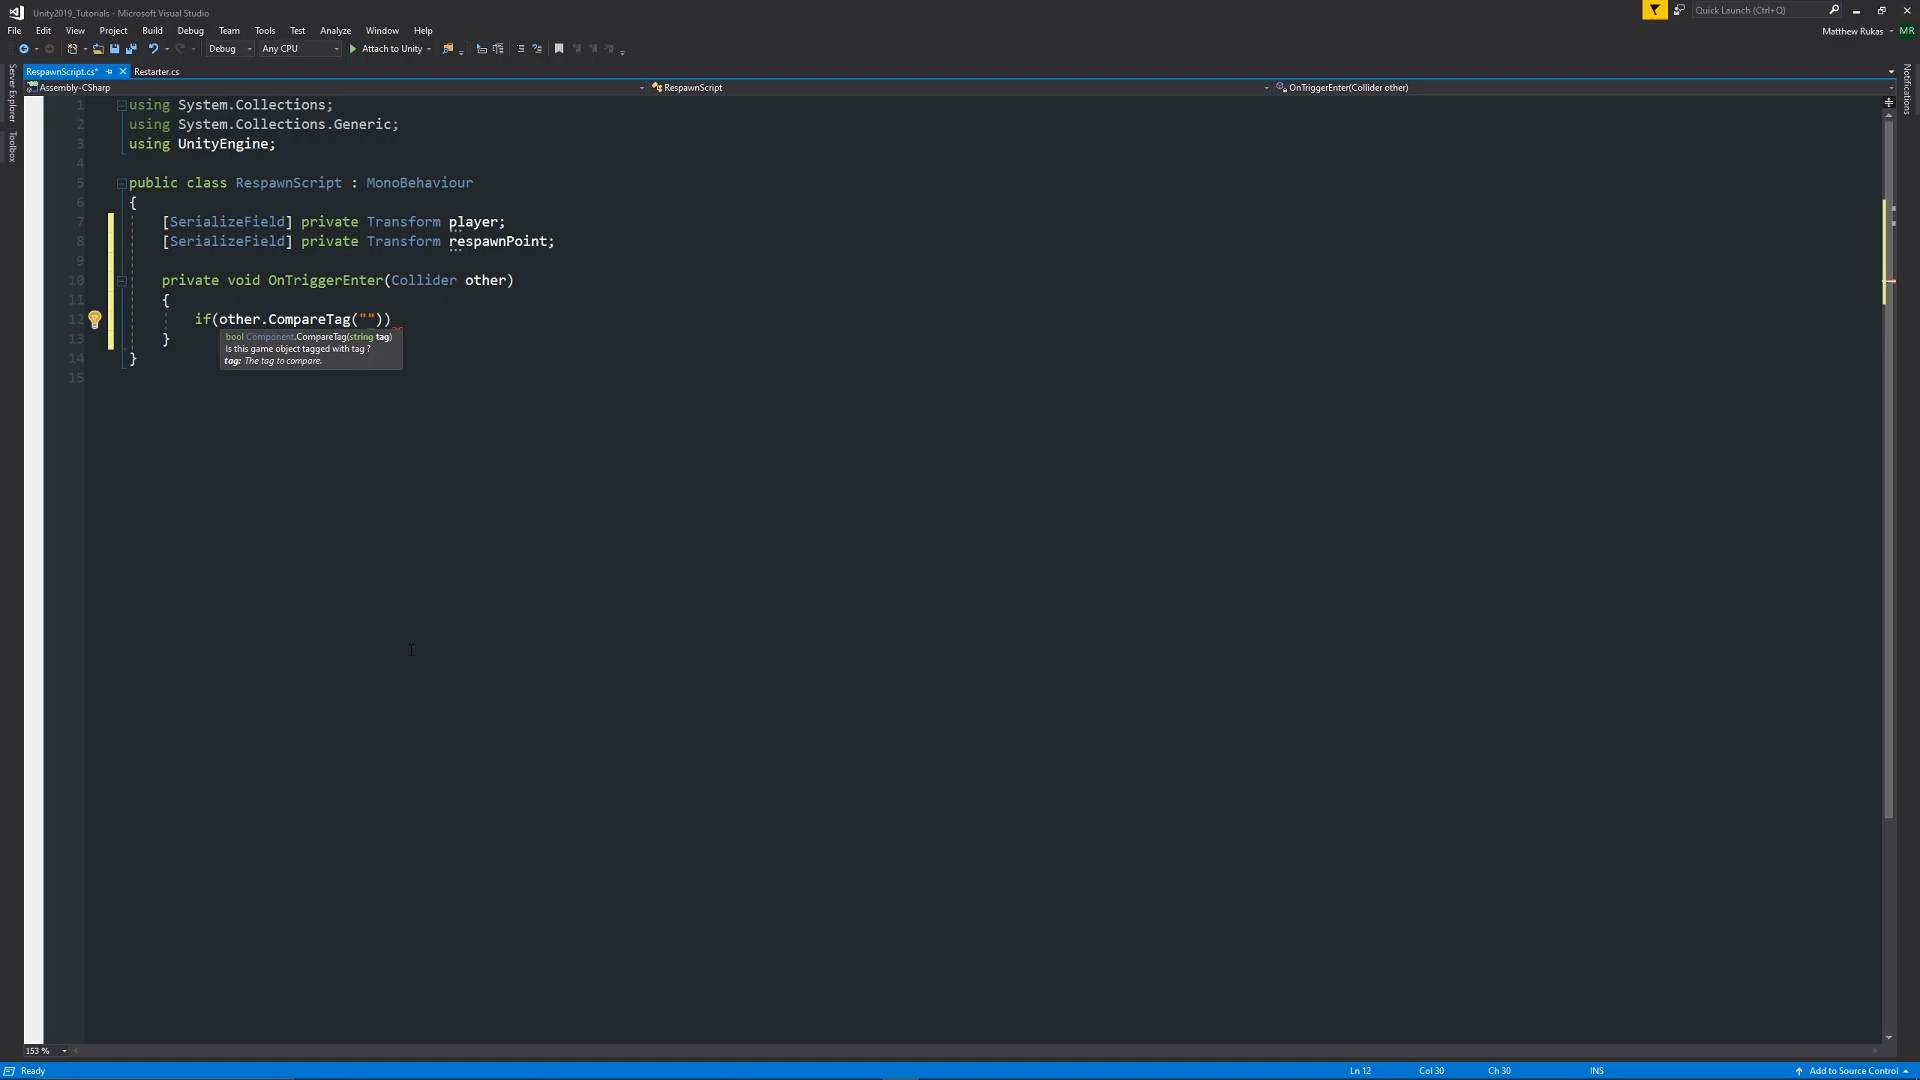 Unity2019_Tutorials - Microsoft Visual Studio
Quick Launch (Ctrl+Q)
File Edit View Project Build Debug Team Tools Test Analyze Window Help
Matthew Rukas MR
Debug Any CPU Attach to Unity
RespawnScript.cs* Restarter.cs
Assembly-CSharp RespawnScript OnTriggerEnter(Collider other)
Server Explorer
Toolbox
Notifications
1 using System.Collections;
2 using System.Collections.Generic;
3 using UnityEngine;
4
5 public class RespawnScript : MonoBehaviour
6 {
7 [SerializeField] private Transform player;
8 [SerializeField] private Transform respawnPoint;
9
10 private void OnTriggerEnter(Collider other)
11 {
12 if(other.CompareTag(""))
13 }
bool Component.CompareTag(string tag)
Is this game object tagged with tag ?
tag: The tag to compare.
14 }
15
153 %
Ready Ln 12 Col 30 Ch 30 INS Add to Source Control